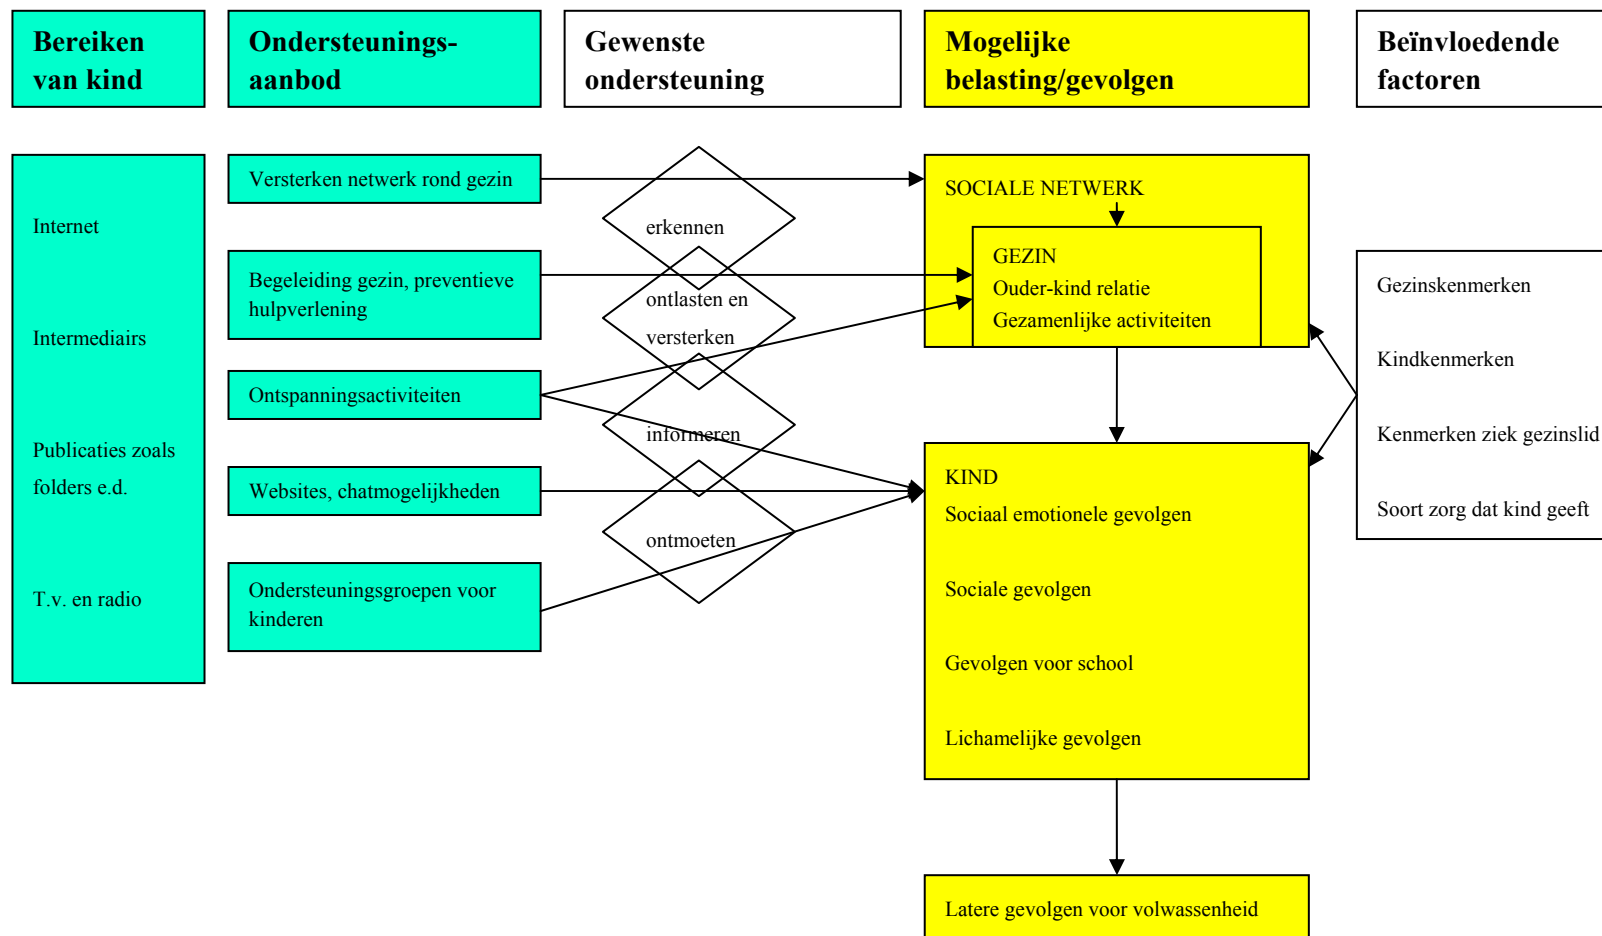 Bereiken
van kind
Ondersteunings-
aanbod
Gewenste
ondersteuning
Mogelijke
belasting/gevolgen
Beïnvloedende
factoren
Internet
Intermediairs
Publicaties zoals
folders e.d.
T.v. en radio
Versterken netwerk rond gezin
Begeleiding gezin, preventieve
hulpverlening
Ontspanningsactiviteiten
Websites, chatmogelijkheden
Ondersteuningsgroepen voor
kinderen
erkennen
ontlasten en
versterken
informeren
ontmoeten
SOCIALE NETWERK
GEZIN
Ouder-kind relatie
Gezamenlijke activiteiten
KIND
Sociaal emotionele gevolgen
Sociale gevolgen
Gevolgen voor school
Lichamelijke gevolgen
Latere gevolgen voor volwassenheid
Gezinskenmerken
Kindkenmerken
Kenmerken ziek gezinslid
Soort zorg dat kind geeft